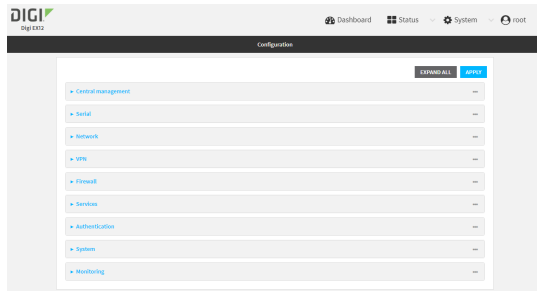 DIGI
Digi EX12
Dashboard Status System root
Configuration
EXPAND ALL APPLY
Central management
Serial
Network
VPN
Firewall
Services
Authentication
System
Monitoring